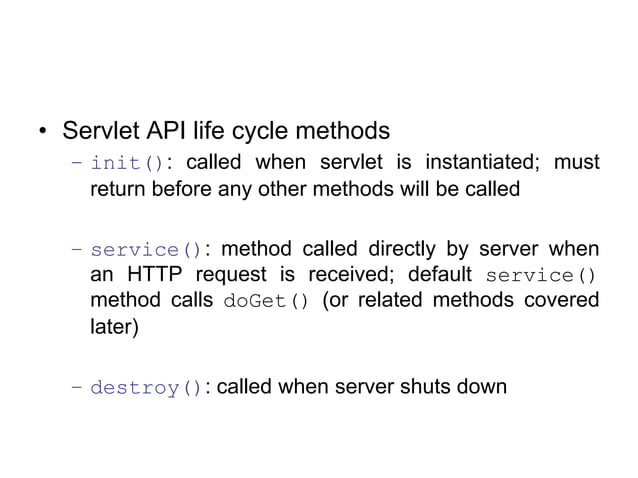 • Servlet API life cycle methods
– init(): called when servlet is instantiated; must
return before any other methods will be called
– service(): method called directly by server when
an HTTP request is received; default service()
method calls doGet() (or related methods covered
later)
– destroy(): called when server shuts down